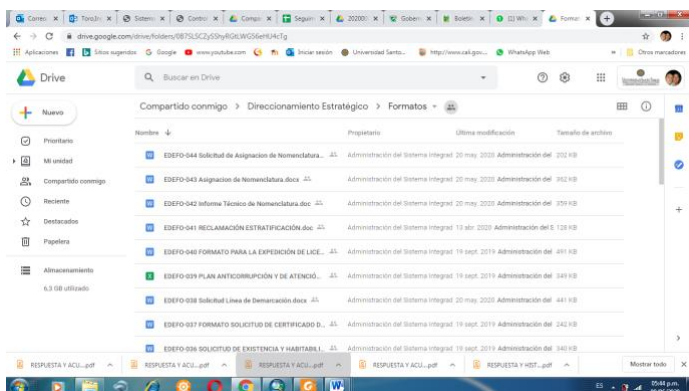 Correo:
Sistem
Contro
Compa
Seguin
Gobern
Boletín
(1) Wh
Format
drive.google.com/drive/folders/
Aplicaciones
Sitios sugeridos
Google
www.youtube.com
Iniciar sesión
Universidad Santo...
http://www.cali.gov...
WhatsApp Web
»
Otros marcadores
Drive
Buscar en Drive
Nuevo
Compartido conmigo > Direccionamiento Estratégico > Formatos
Nombre Propietario Última modificación Tamaño de archivo
Prioritario
Mi unidad
Compartido conmigo
Reciente
Destacados
Papelera
Almacenamiento
6,3 GB utilizado
EDEFO-044 Solicitud de Asignacion de Nomenclatura... Administración del Sistema Integrad 20 may. 2020 Administración del 202 KB
EDEFO-043 Asignacion de Nomenclatura.docx Administración del Sistema Integrad 20 may. 2020 Administración del 362 KB
EDEFO-042 Informe Técnico de Nomenclatura.doc Administración del Sistema Integrad 20 may. 2020 Administración del 359 KB
EDEFO-041 RECLAMACIÓN ESTRATIFICACIÓN.doc Administración del Sistema Integrad 13 abr. 2020 Administración del S 128 KB
EDEFO-040 FORMATO PARA LA EXPEDICIÓN DE LICE... Administración del Sistema Integrad 19 sept. 2019 Administración del 491 KB
EDEFO-039 PLAN ANTICORRUPCIÓN Y DE ATENCIÓ... Administración del Sistema Integrad 19 sept. 2019 Administración del 349 KB
EDEFO-038 Solicitud Línea de Demarcación.docx Administración del Sistema Integrad 20 may. 2020 Administración del 441 KB
EDEFO-037 FORMATO SOLICITUD DE CERTIFICADO D... Administración del Sistema Integrad 19 sept. 2019 Administración del 242 KB
EDEFO-036 SOLICITUD DE EXISTENCIA Y HABITABILI... Administración del Sistema Integrad 19 sept. 2019 Administración del 340 KB
RESPUESTA Y ACU....pdf
RESPUESTA Y ACU....pdf
RESPUESTA Y ACU....pdf
RESPUESTA Y ACU....pdf
RESPUESTA Y HIST....pdf
Mostrar todo
ES
05:44 p.m.